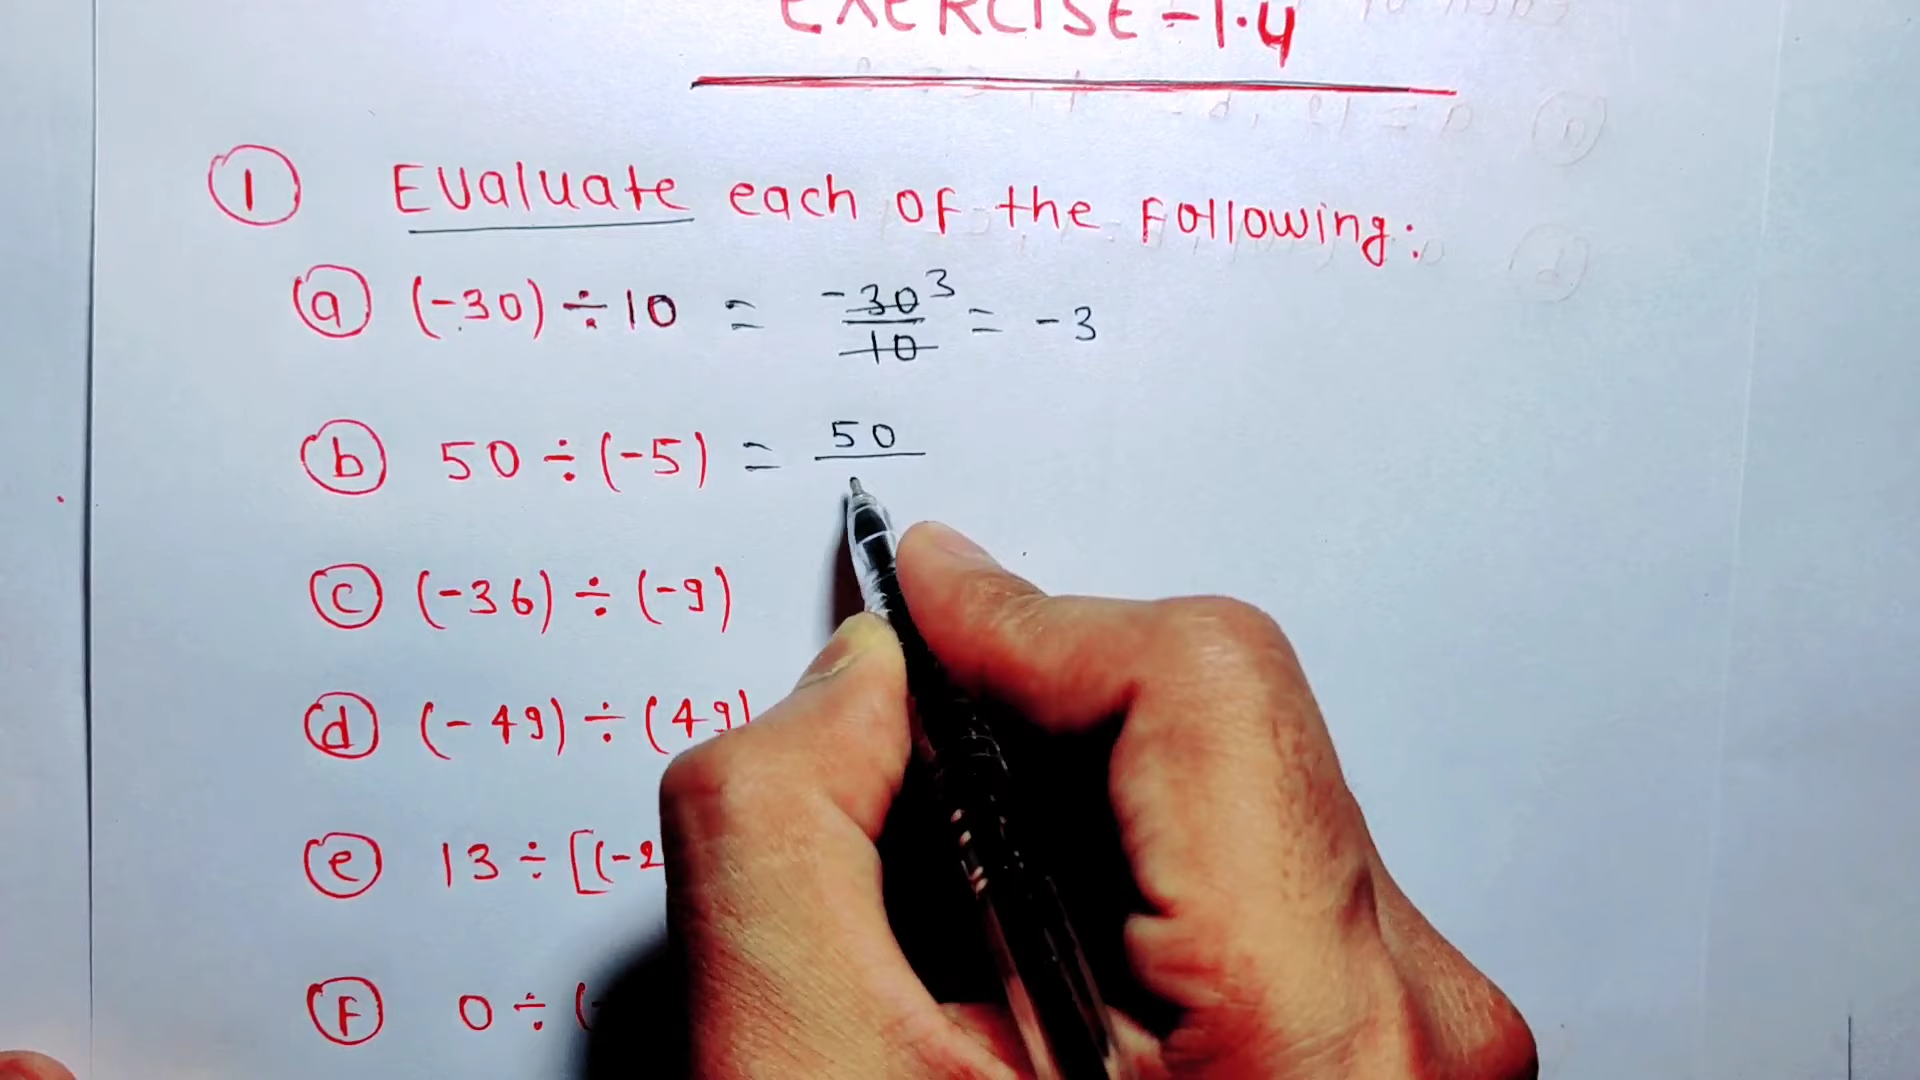 EXERCISE-1.4
1 Evaluate each of the following:
a (-30) ÷ 10 = -30 3 / 10 = -3
b 50 ÷ (-5) = 50
c (-36) ÷ (-9)
d (-49) ÷ (49)
e 13 ÷ [(-2
f 0 ÷ (-